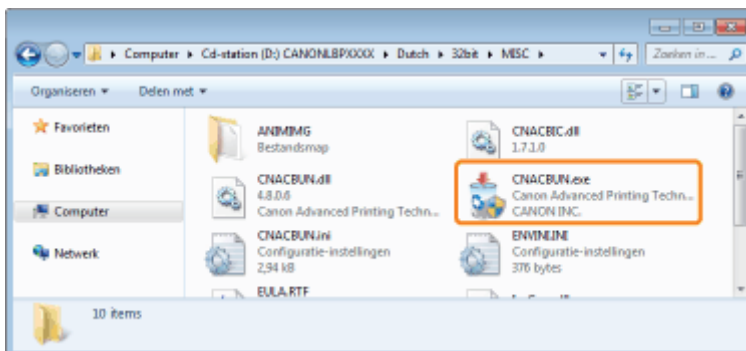 Computer ▸ Cd-station (D:) CANONLBPXXXX ▸ Dutch ▸ 32bit ▸ MISC ▸
Zoeken in ...
Organiseren
Delen met
Favorieten
Bibliotheken
Computer
Netwerk
ANIMIMG
Bestandsmap
CNACBIC.dll
1.7.1.0
CNACBUN.dll
4.8.0.6
Canon Advanced Printing Techn...
CNACBUN.exe
Canon Advanced Printing Techn...
CANON INC.
CNACBUN.ini
Configuratie-instellingen
2,94 kB
ENVINI.INI
Configuratie-instellingen
376 bytes
EULA.RTF
10 items